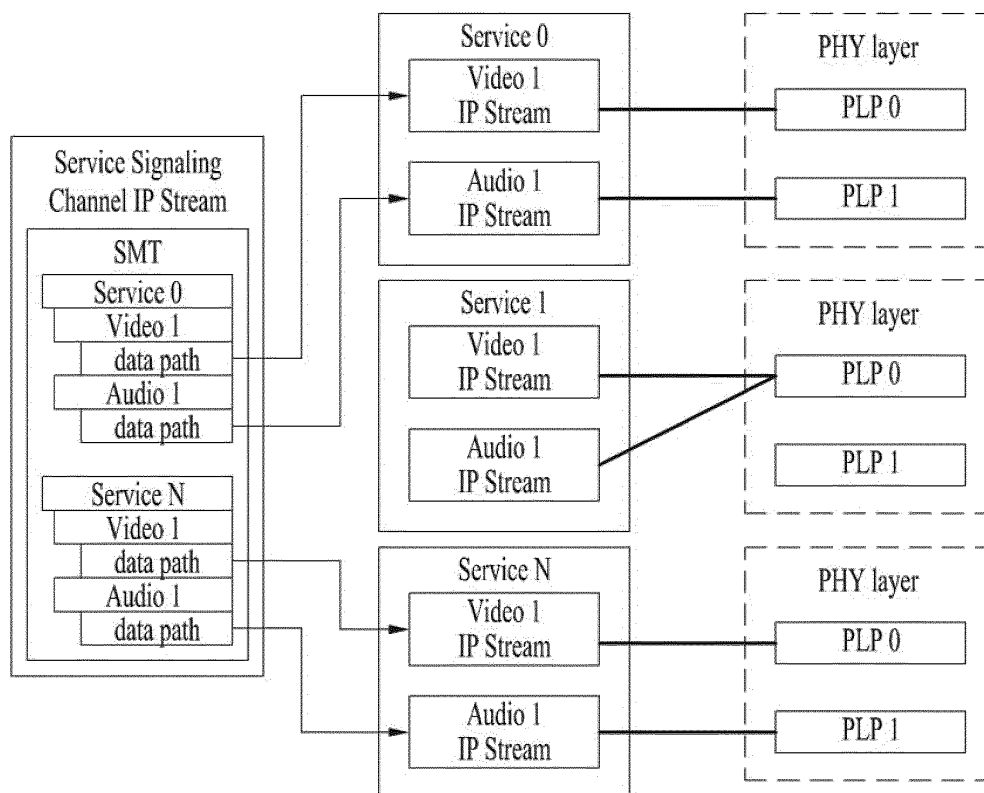 Service Signaling
Channel IP Stream
SMT
Service 0
Video 1
data path
Audio 1
data path
Service N
Video 1
data path
Audio 1
data path
Service 0
Video 1
IP Stream
Audio 1
IP Stream
Service 1
Video 1
IP Stream
Audio 1
IP Stream
Service N
Video 1
IP Stream
Audio 1
IP Stream
PHY layer
PLP 0
PLP 1
PHY layer
PLP 0
PLP 1
PHY layer
PLP 0
PLP 1